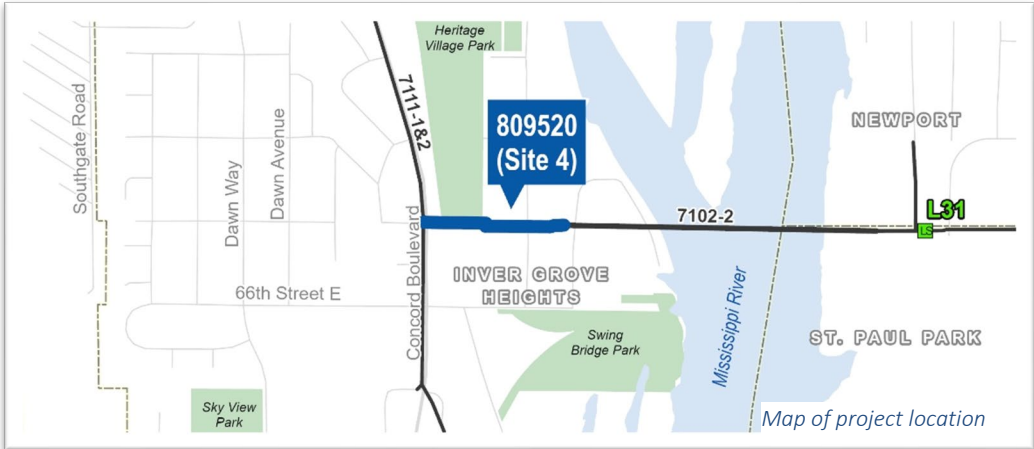 Heritage
Village Park
Southgate Road
Dawn Way
Dawn Avenue
7111-1&2
809520
(Site 4)
NEWPORT
7102-2
L31
LS
Concord Boulevard
INVER GROVE
HEIGHTS
66th Street E
Swing
Bridge Park
Mississippi River
ST. PAUL PARK
Sky View
Park
Map of project location